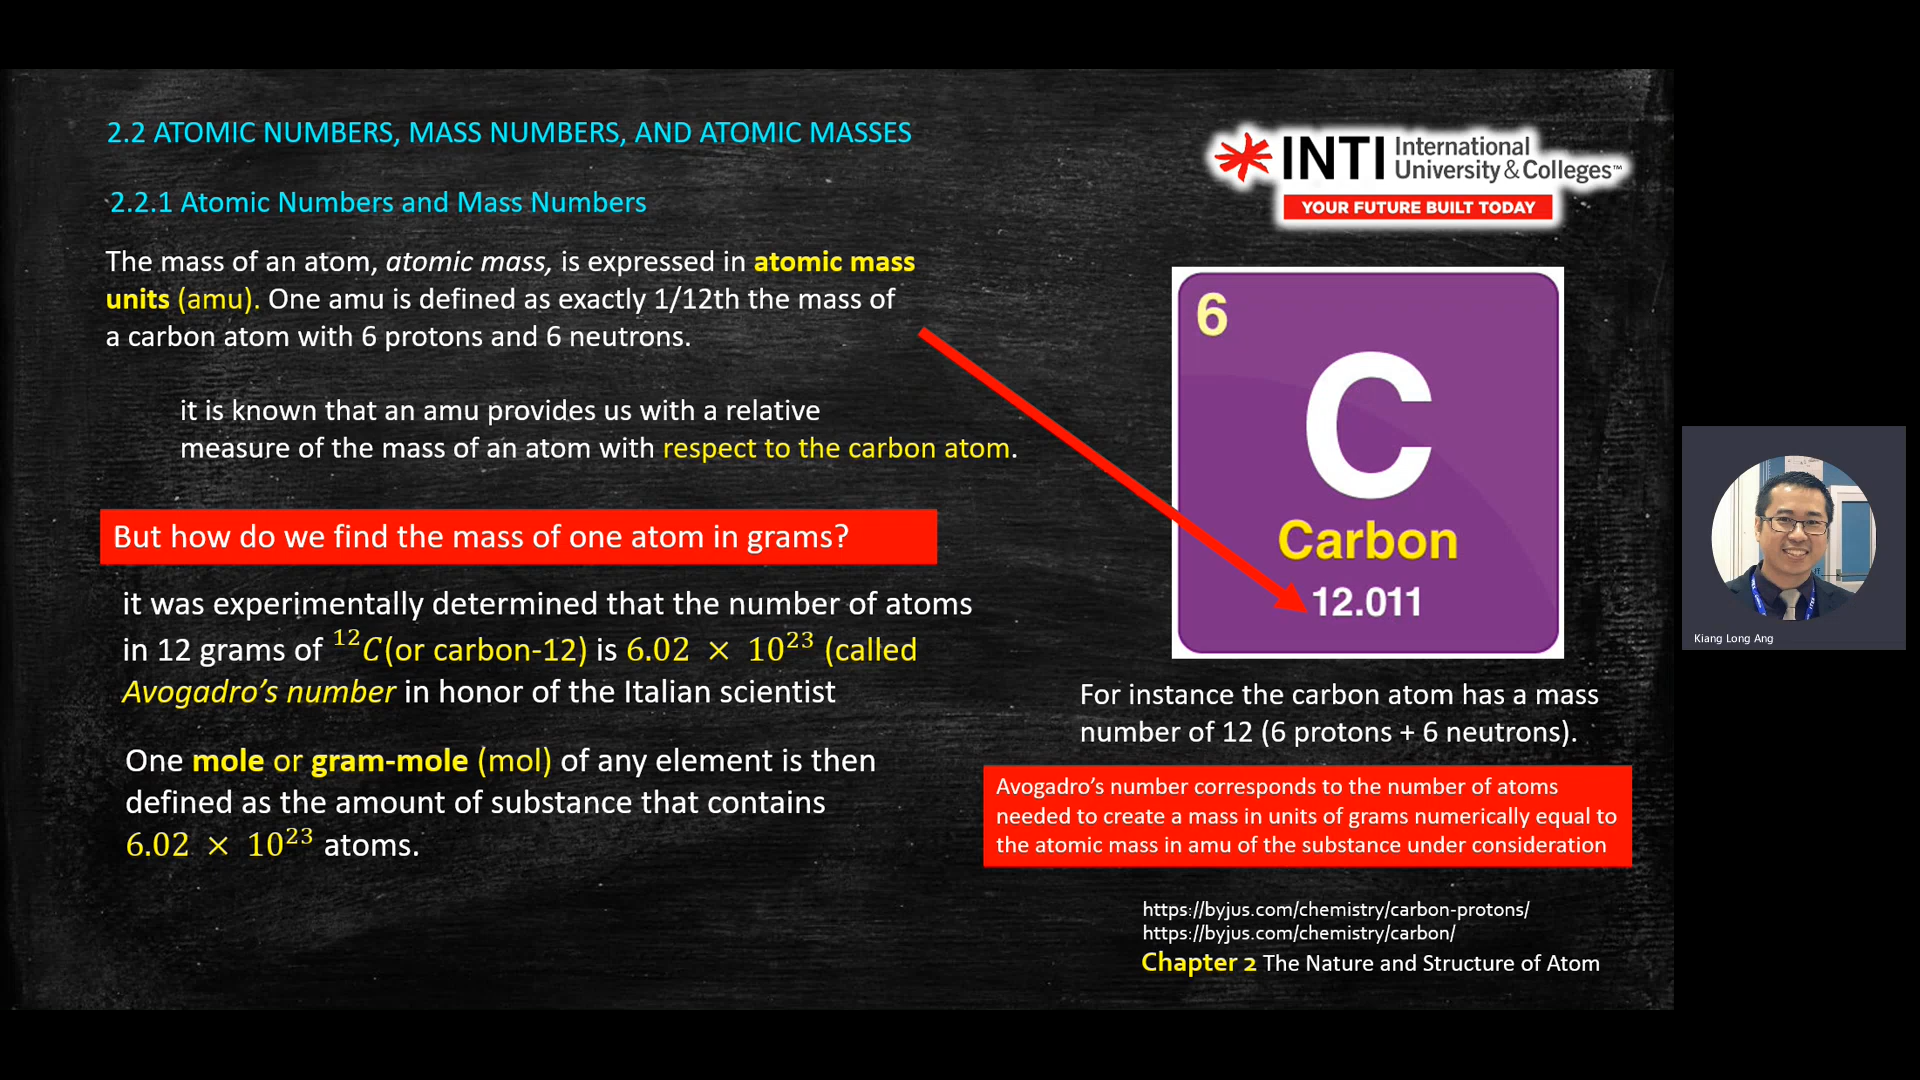 2.2 ATOMIC NUMBERS, MASS NUMBERS, AND ATOMIC MASSES
2.2.1 Atomic Numbers and Mass Numbers
The mass of an atom, atomic mass, is expressed in atomic mass
units (amu). One amu is defined as exactly 1/12th the mass of
a carbon atom with 6 protons and 6 neutrons.
it is known that an amu provides us with a relative
measure of the mass of an atom with respect to the carbon atom.
But how do we find the mass of one atom in grams?
it was experimentally determined that the number of atoms
in 12 grams of ¹²C(or carbon-12) is 6.02 × 10²³ (called
Avogadro’s number in honor of the Italian scientist
One mole or gram-mole (mol) of any element is then
defined as the amount of substance that contains
6.02 × 10²³ atoms.
INTI International
University & Colleges™
YOUR FUTURE BUILT TODAY
6
C
Carbon
12.011
For instance the carbon atom has a mass
number of 12 (6 protons + 6 neutrons).
Avogadro’s number corresponds to the number of atoms
needed to create a mass in units of grams numerically equal to
the atomic mass in amu of the substance under consideration
https://byjus.com/chemistry/carbon-protons/
https://byjus.com/chemistry/carbon/
Chapter 2 The Nature and Structure of Atom
Kiang Long Ang